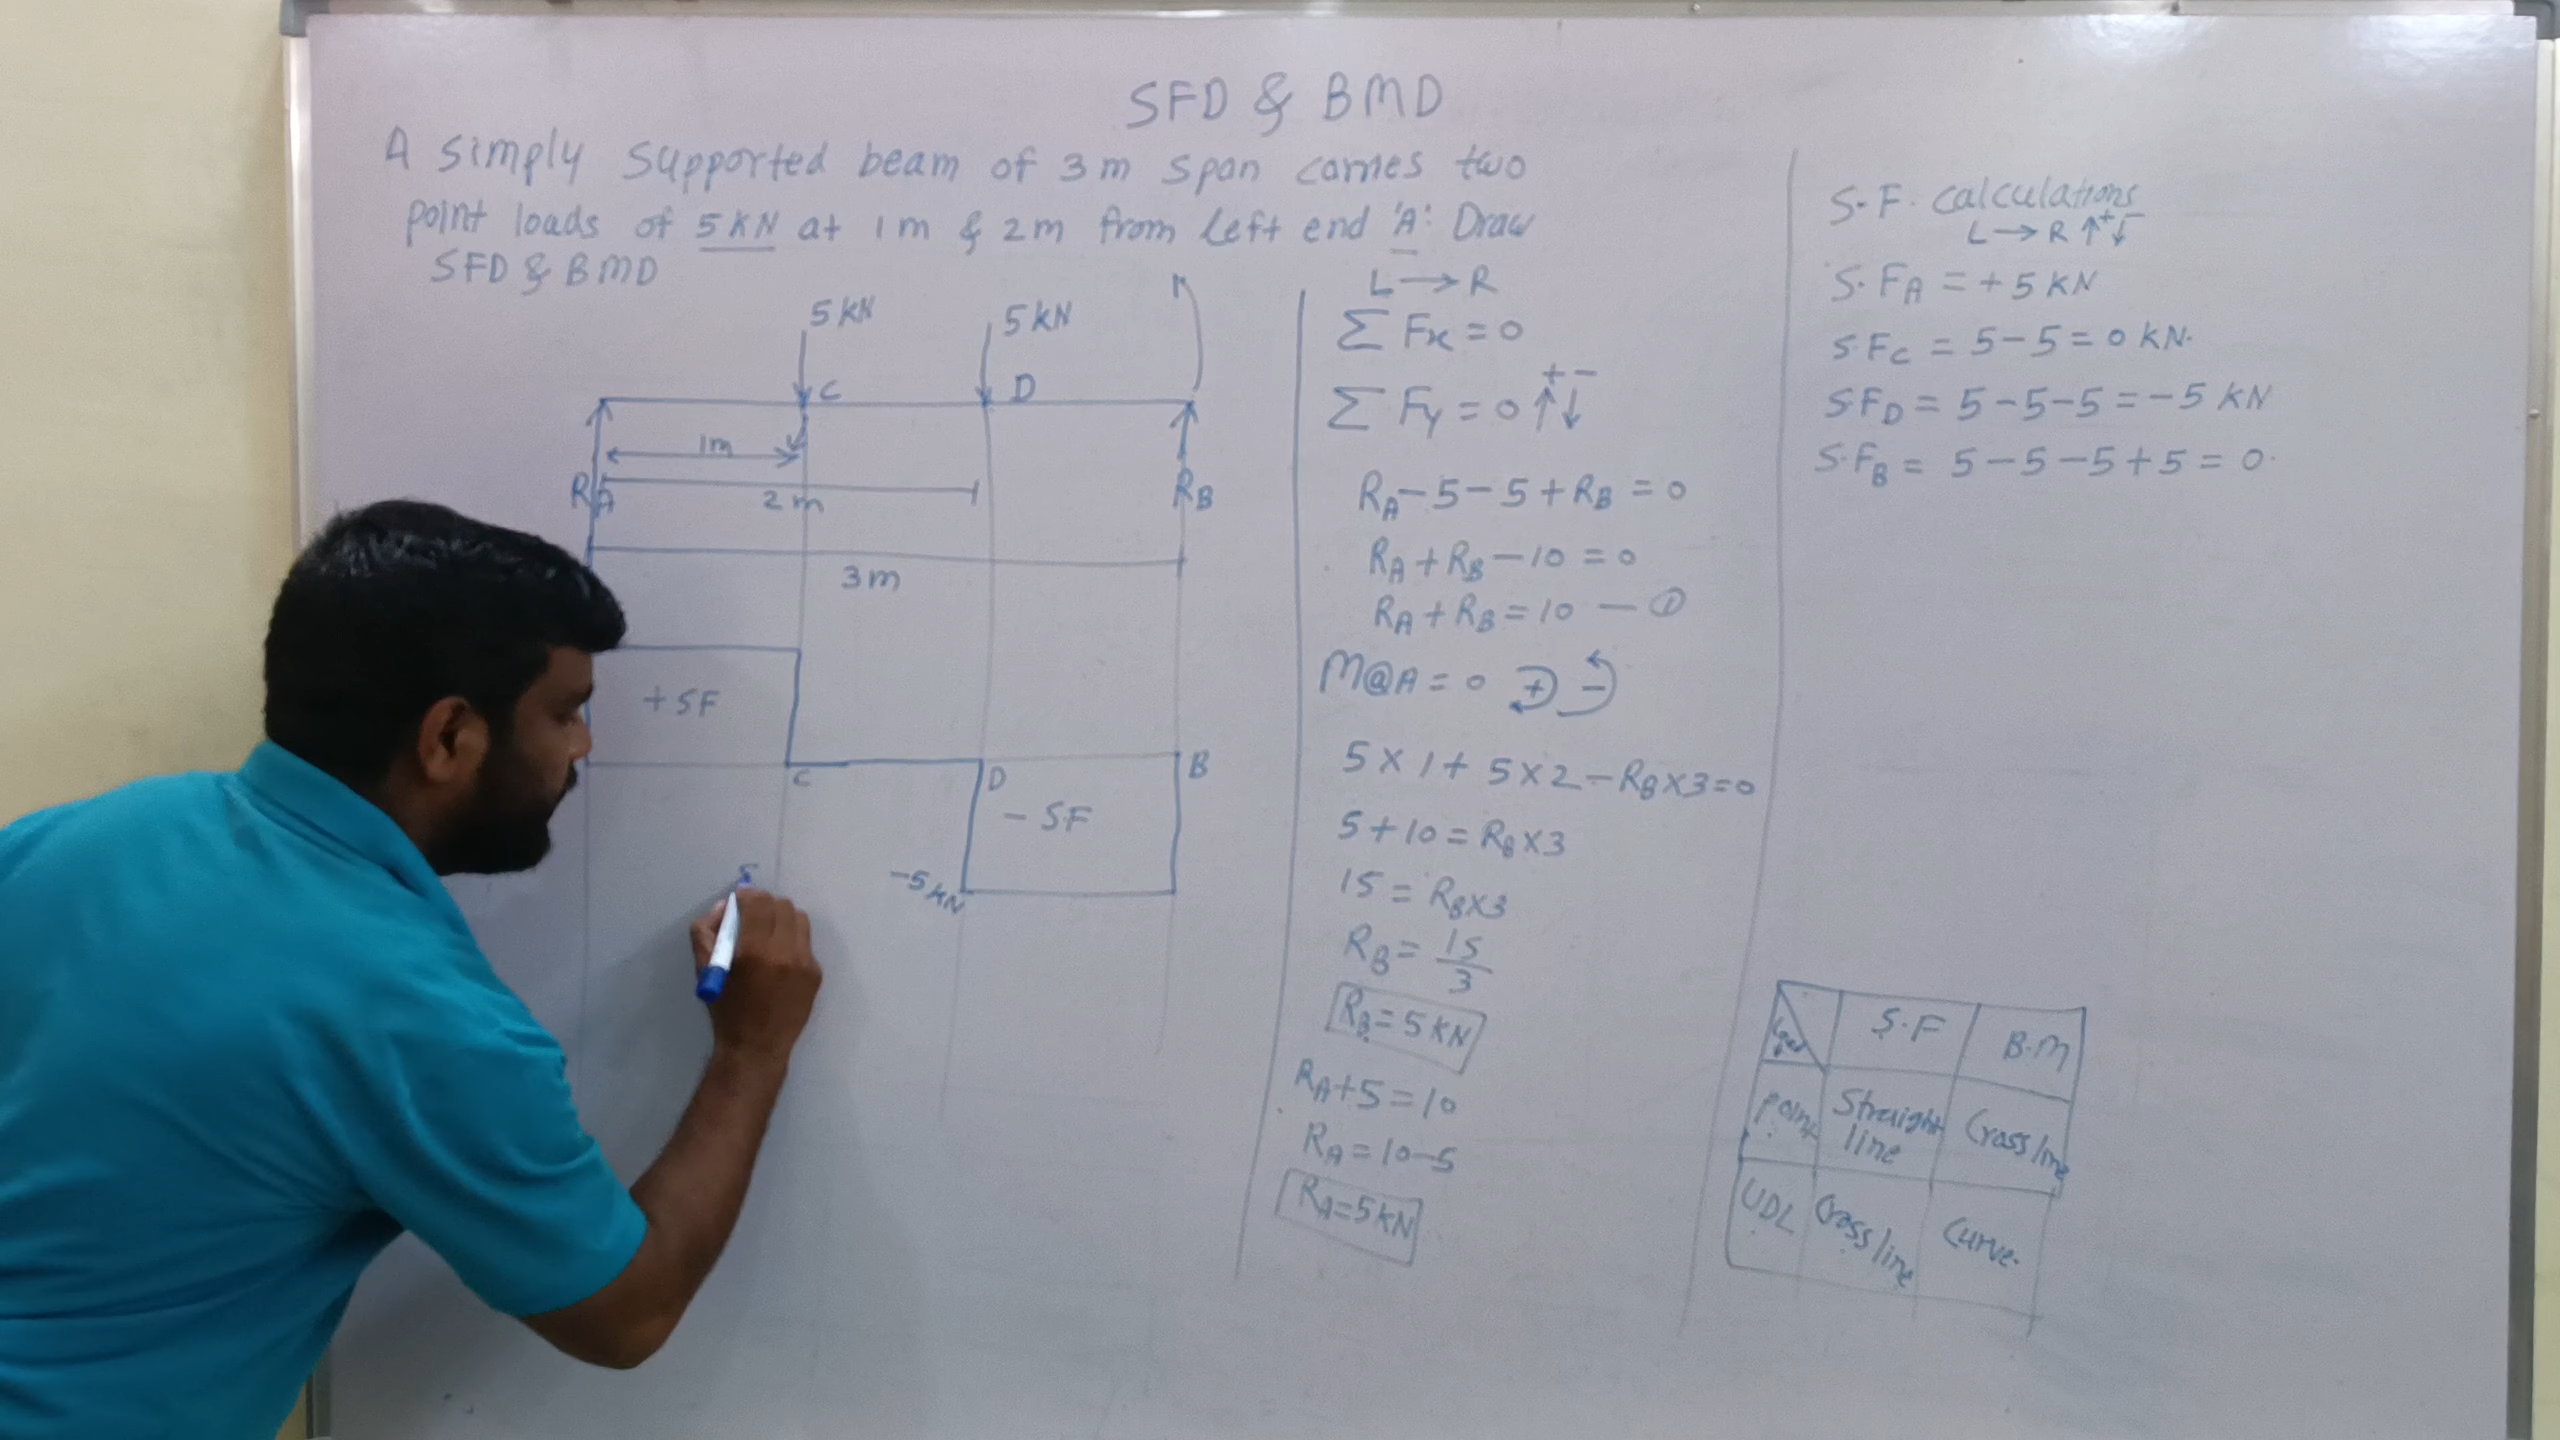 SFD & BMD
A simply supported beam of 3m span carries two
point loads of 5KN at 1m & 2m from left end 'A'. Draw
SFD & BMD
5KN
5KN
C
D
1m
RA
2m
RB
3m
+SF
C
D
B
-SF
-5KN
S
L→R
∑ Fx = 0
∑ Fy = 0 ↑+ ↓-
RA-5-5+RB = 0
RA+RB-10 = 0
RA+RB = 10 - ①
M@A = 0 + -
5×1+5×2-RB×3=0
5+10 = RB×3
15 = RB×3
RB = 15/3
RB = 5KN
RA+5 = 10
RA = 10-5
RA = 5KN
S.F. calculations
L→R ↑+ ↓-
S.FA = +5KN
S.FC = 5-5 = 0 KN.
S.FD = 5-5-5 = -5 KN
S.FB = 5-5-5+5 = 0.
Load S.F B.M
point Straight line Cross line
UDL Cross line Curve.